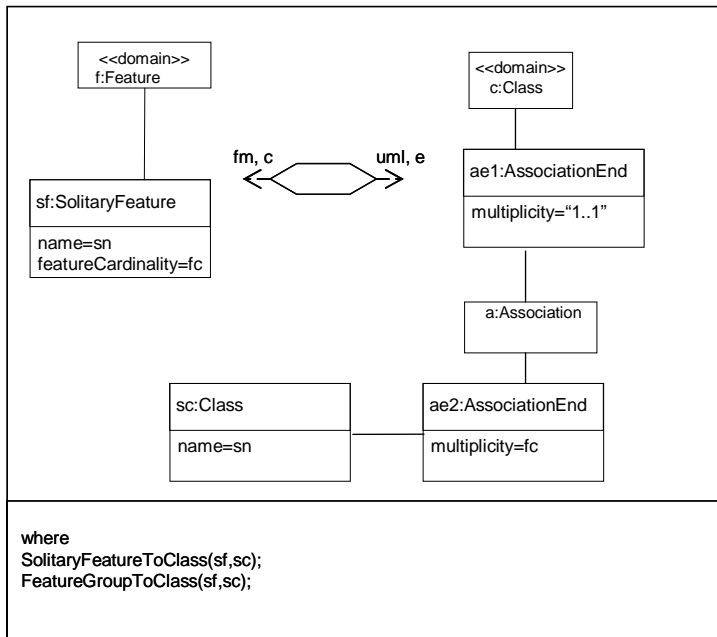 <<domain>>
f:Feature
<<domain>>
c:Class
fm, c
uml, e
sf:SolitaryFeature
name=sn
featureCardinality=fc
ae1:AssociationEnd
multiplicity=“1..1”
a:Association
sc:Class
name=sn
ae2:AssociationEnd
multiplicity=fc
where
SolitaryFeatureToClass(sf,sc);
FeatureGroupToClass(sf,sc);